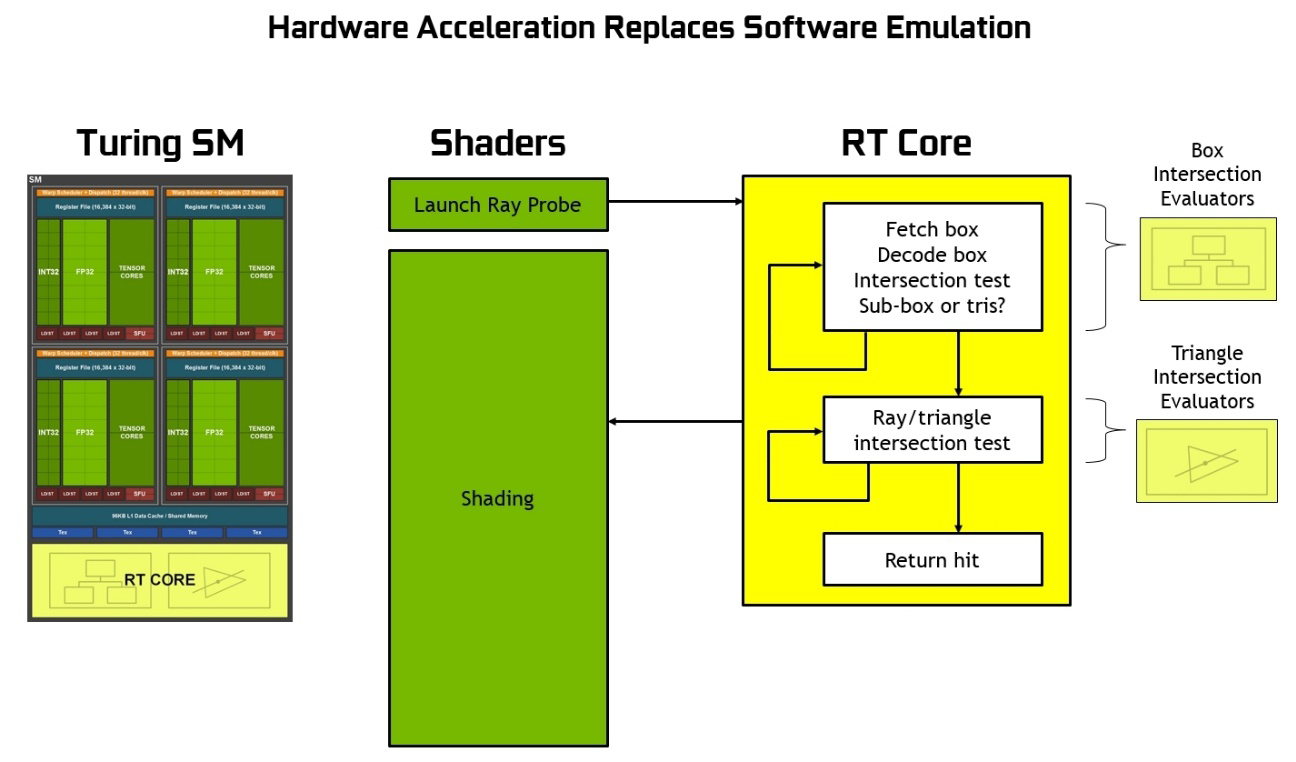 Hardware Acceleration Replaces Software Emulation
Turing SM
SM
Warp Scheduler + Dispatch (32 thread/clk)
Warp Scheduler + Dispatch (32 thread/clk)
Register File (16,384 x 32-bit)
Register File (16,384 x 32-bit)
INT32
FP32
TENSOR
CORES
INT32
FP32
TENSOR
CORES
LD/ST LD/ST LD/ST LD/ST SFU
LD/ST LD/ST LD/ST LD/ST SFU
Warp Scheduler + Dispatch (32 thread/clk)
Warp Scheduler + Dispatch (32 thread/clk)
Register File (16,384 x 32-bit)
Register File (16,384 x 32-bit)
INT32
FP32
TENSOR
CORES
INT32
FP32
TENSOR
CORES
LD/ST LD/ST LD/ST LD/ST SFU
LD/ST LD/ST LD/ST LD/ST SFU
96KB L1 Data Cache / Shared Memory
Tex Tex Tex Tex
RT CORE
Shaders
Launch Ray Probe
Shading
RT Core
Fetch box
Decode box
Intersection test
Sub-box or tris?
Ray/triangle
intersection test
Return hit
Box
Intersection
Evaluators
Triangle
Intersection
Evaluators